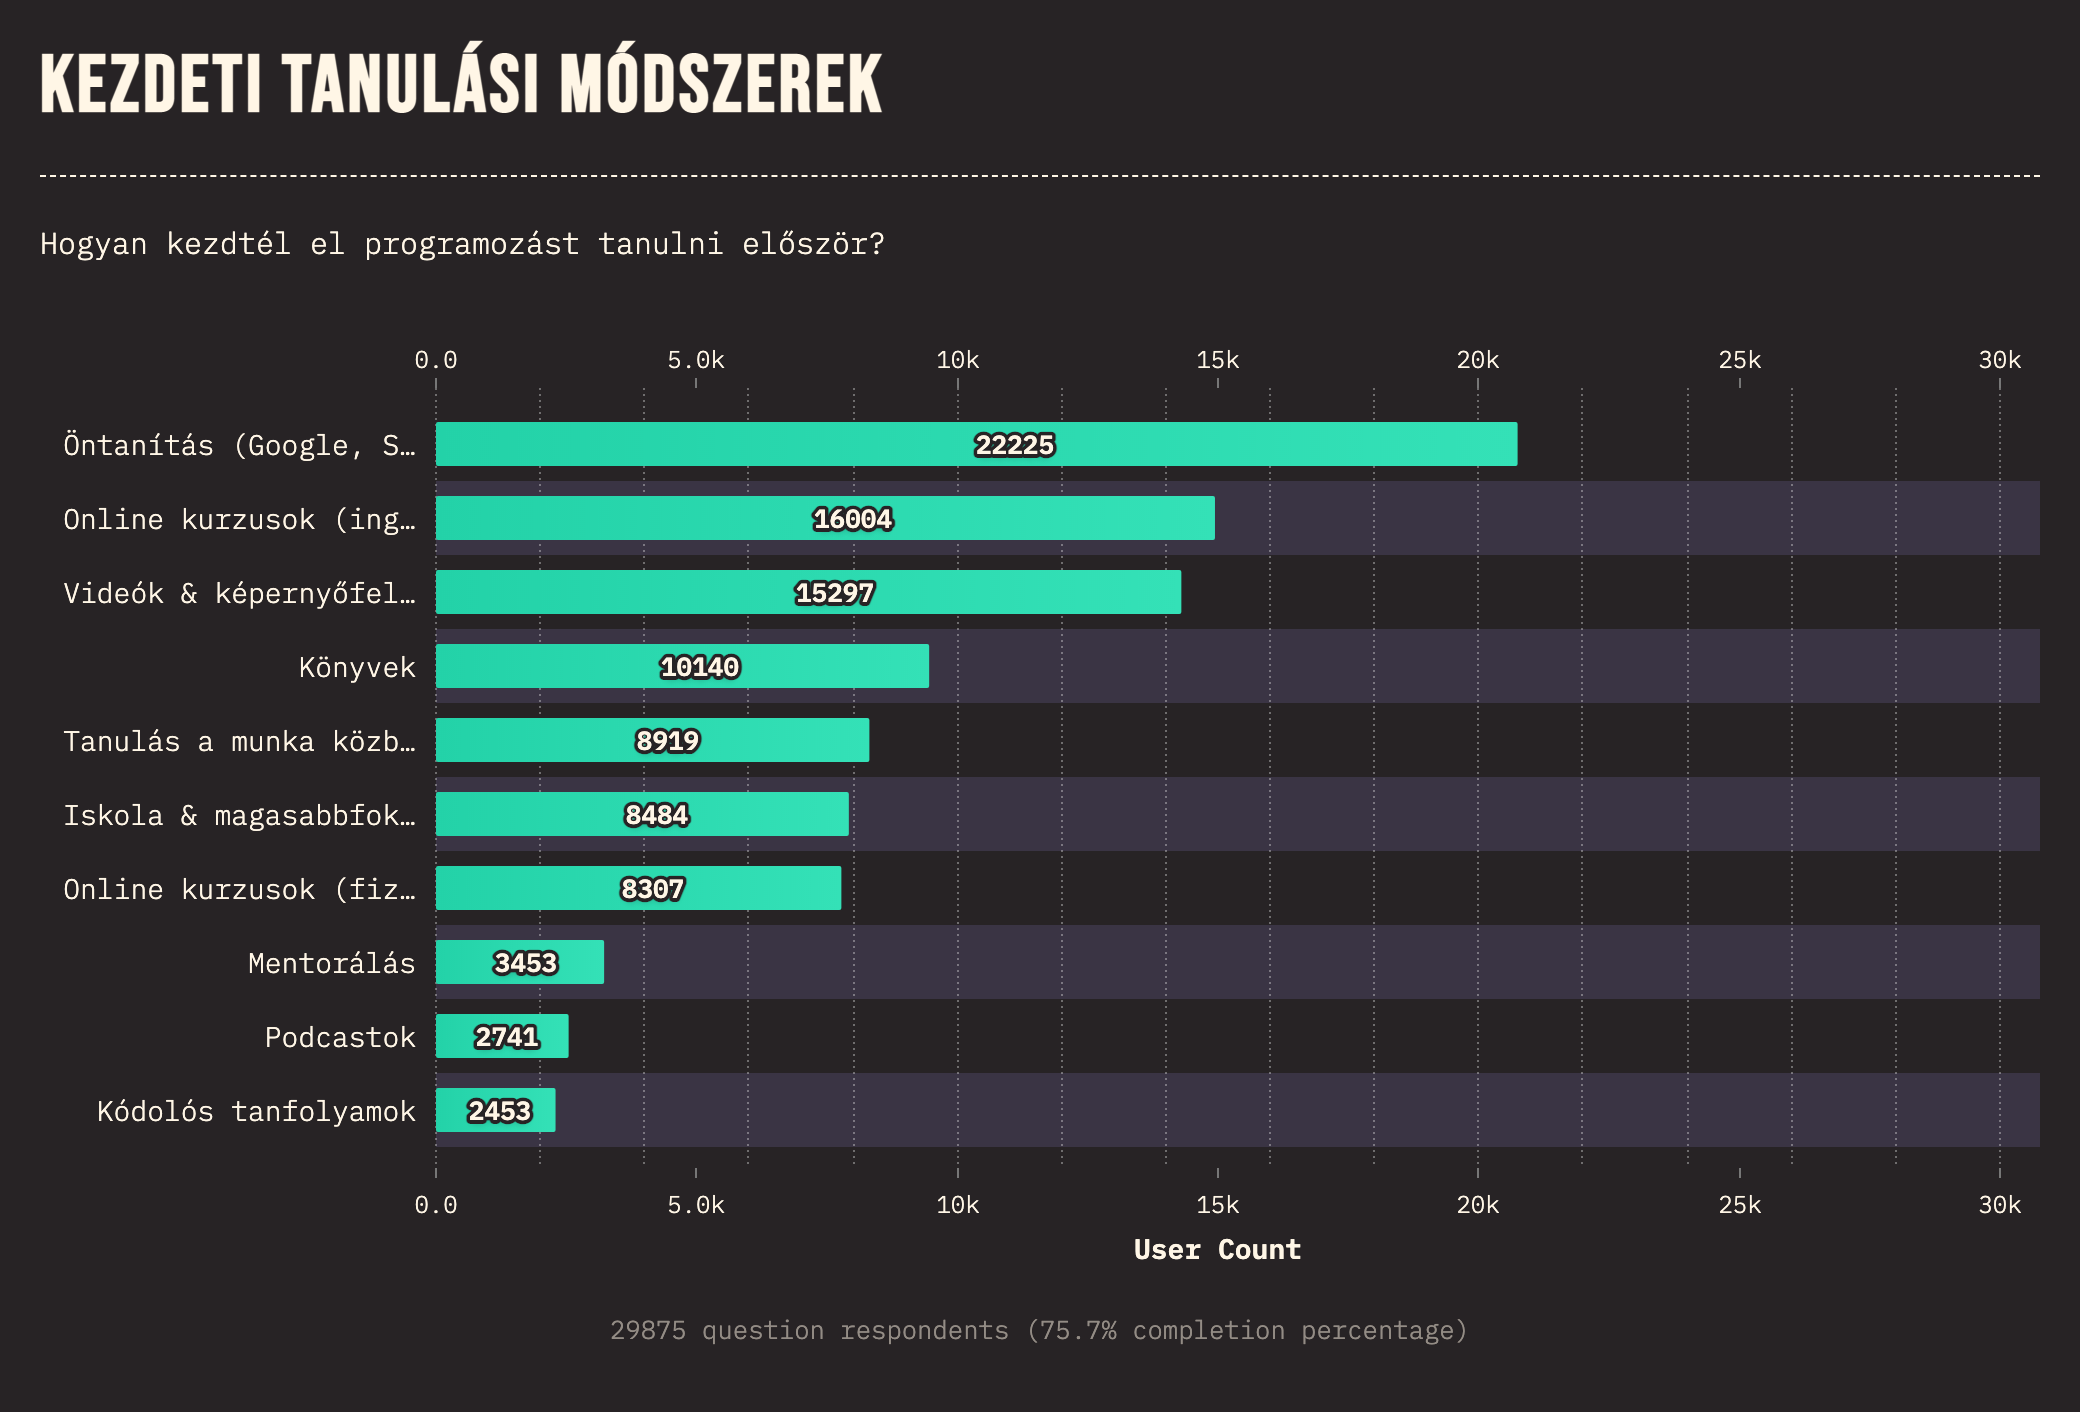 KEZDETI TANULÁSI MÓDSZEREK
Hogyan kezdtél el programozást tanulni először?
0.0 5.0k 10k 15k 20k 25k 30k
Öntanítás (Google, S… 22225
Online kurzusok (ing… 16004
Videók & képernyőfel… 15297
Könyvek 10140
Tanulás a munka közb… 8919
Iskola & magasabbfok… 8484
Online kurzusok (fiz… 8307
Mentorálás 3453
Podcastok 2741
Kódolós tanfolyamok 2453
0.0 5.0k 10k 15k 20k 25k 30k
User Count
29875 question respondents (75.7% completion percentage)